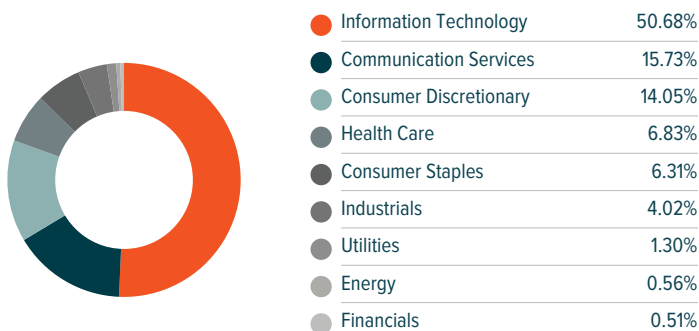 Information Technology 50.68%
Communication Services 15.73%
Consumer Discretionary 14.05%
Health Care 6.83%
Consumer Staples 6.31%
Industrials 4.02%
Utilities 1.30%
Energy 0.56%
Financials 0.51%